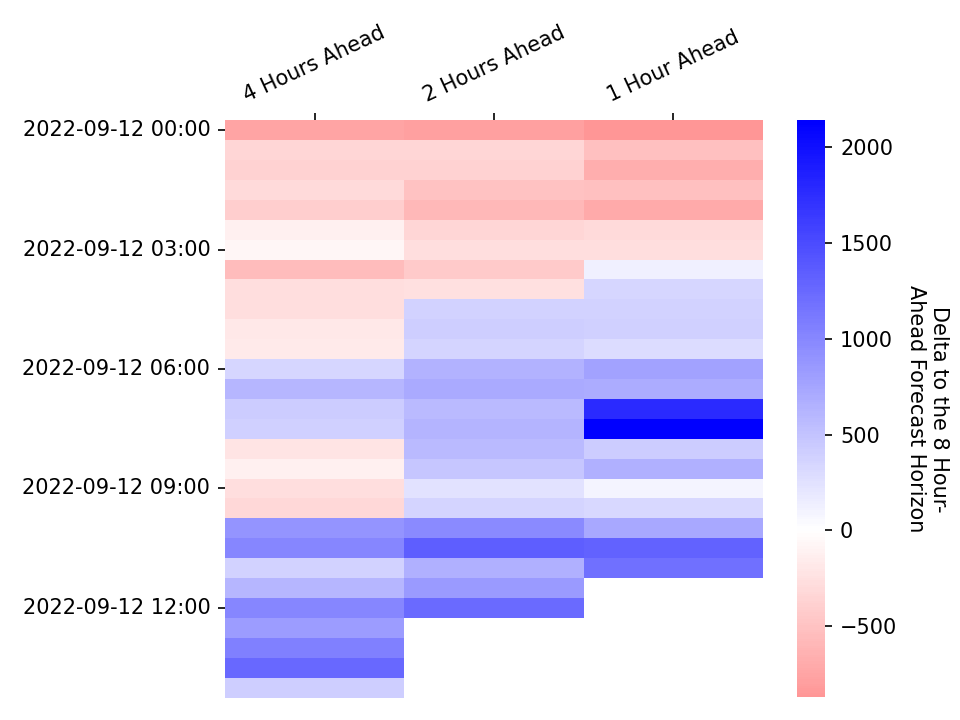 4 Hours Ahead
2 Hours Ahead
1 Hour Ahead
2022-09-12 00:00
2022-09-12 03:00
2022-09-12 06:00
2022-09-12 09:00
2022-09-12 12:00
2000
1500
1000
500
0
−500
Delta to the 8 Hour-
Ahead Forecast Horizon